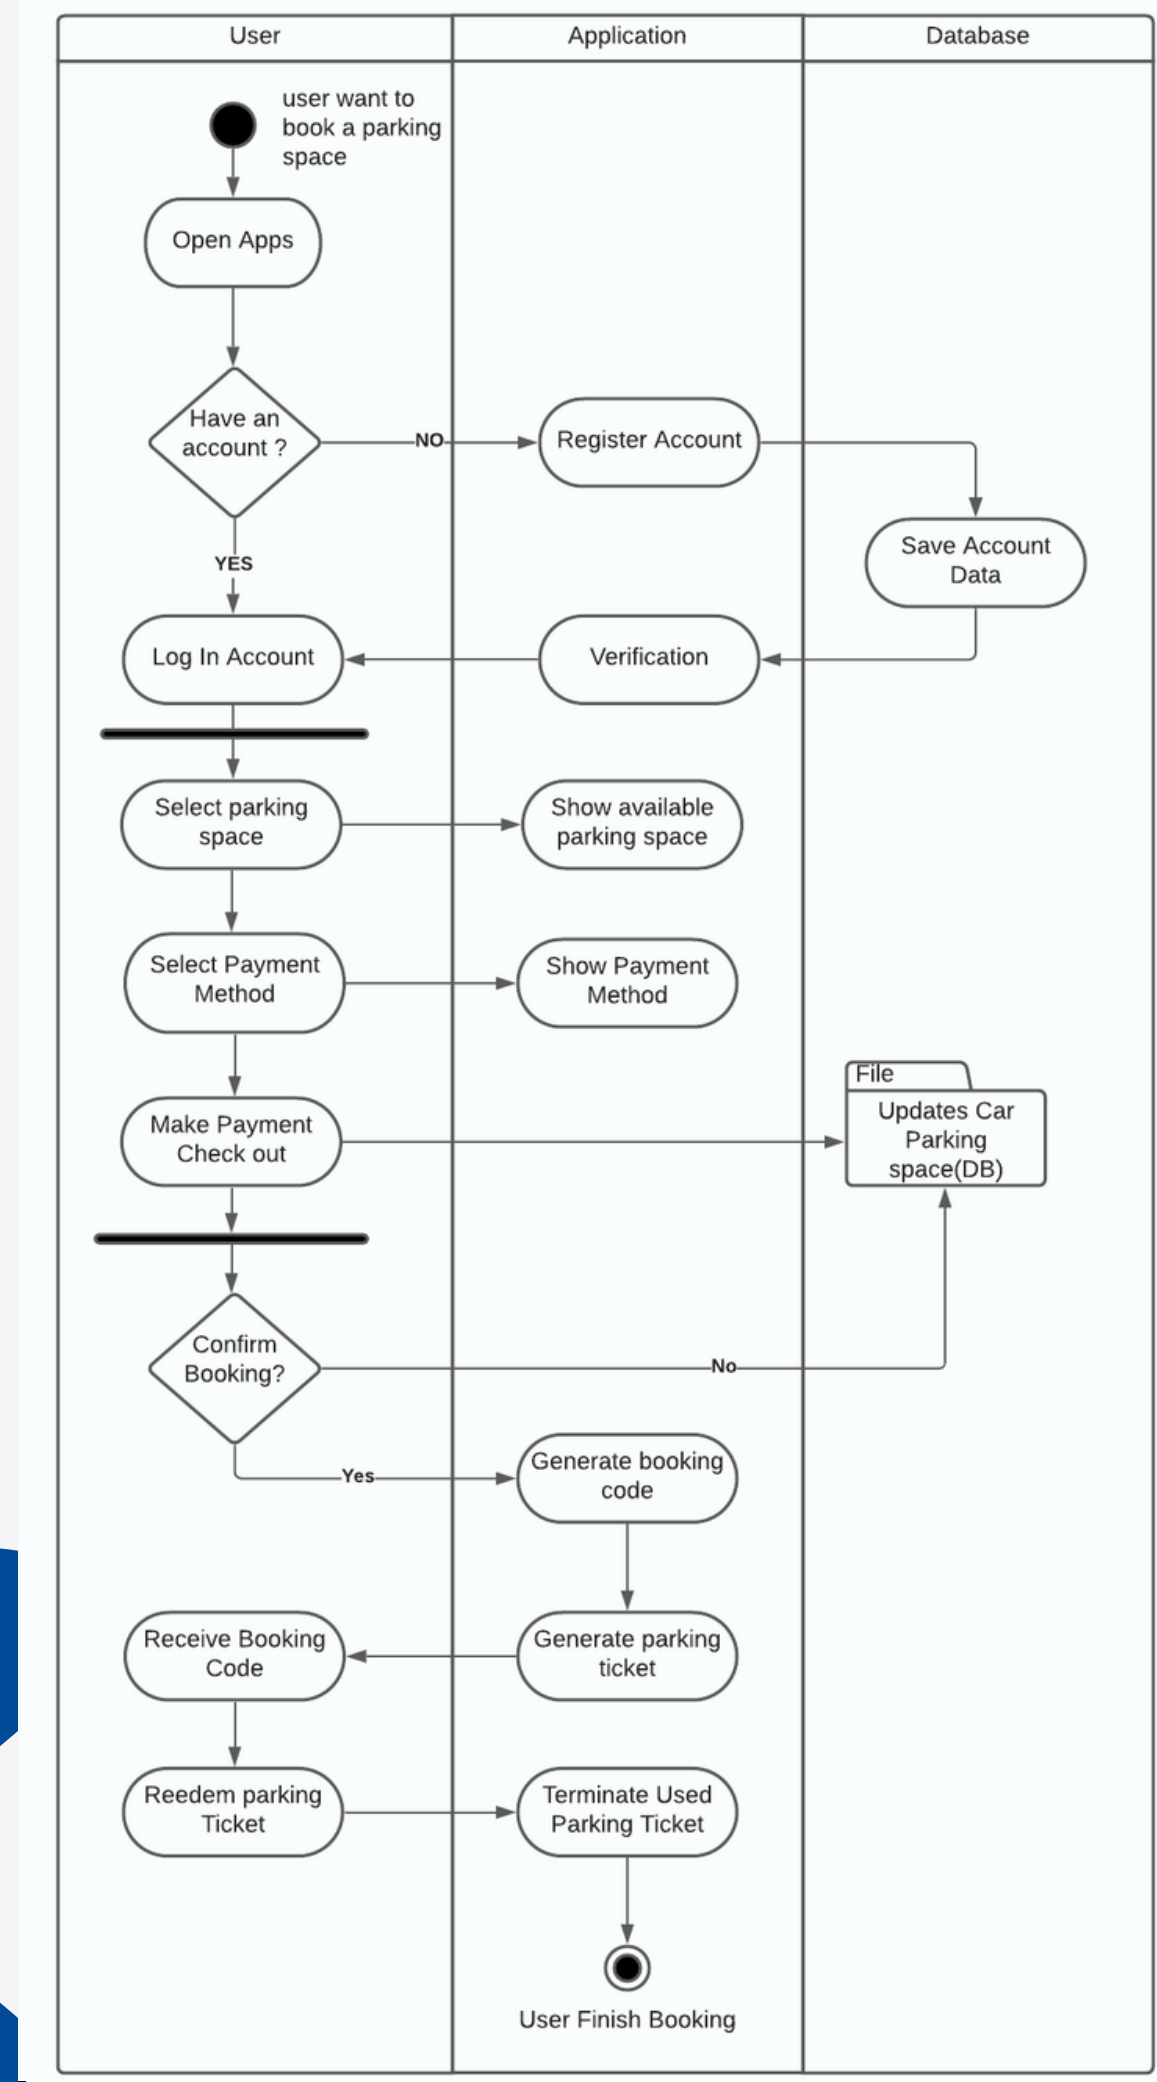 User
Application
Database
user want to
book a parking
space
Open Apps
Have an
account ?
NO
Register Account
Save Account
Data
YES
Log In Account
Verification
Select parking
space
Show available
parking space
Select Payment
Method
Show Payment
Method
File
Updates Car
Parking
space(DB)
Make Payment
Check out
Confirm
Booking?
No
Yes
Generate booking
code
Receive Booking
Code
Generate parking
ticket
Reedem parking
Ticket
Terminate Used
Parking Ticket
User Finish Booking